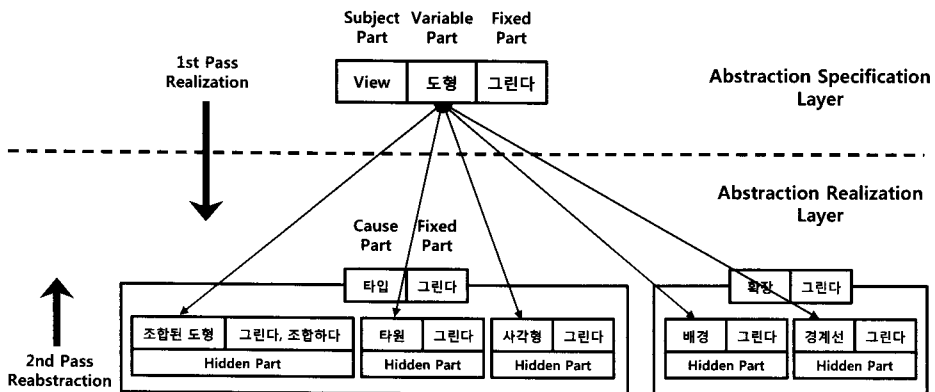 Subject Variable Fixed
Part Part Part
1st Pass
Realization
View 도형 그린다
Abstraction Specification
Layer
Abstraction Realization
Layer
Cause Fixed
Part Part
타입 그린다
확장 그린다
조합된 도형 그린다, 조합하다 타원 그린다 사각형 그린다 배경 그린다 경계선 그린다
Hidden Part Hidden Part Hidden Part Hidden Part Hidden Part
2nd Pass
Reabstraction